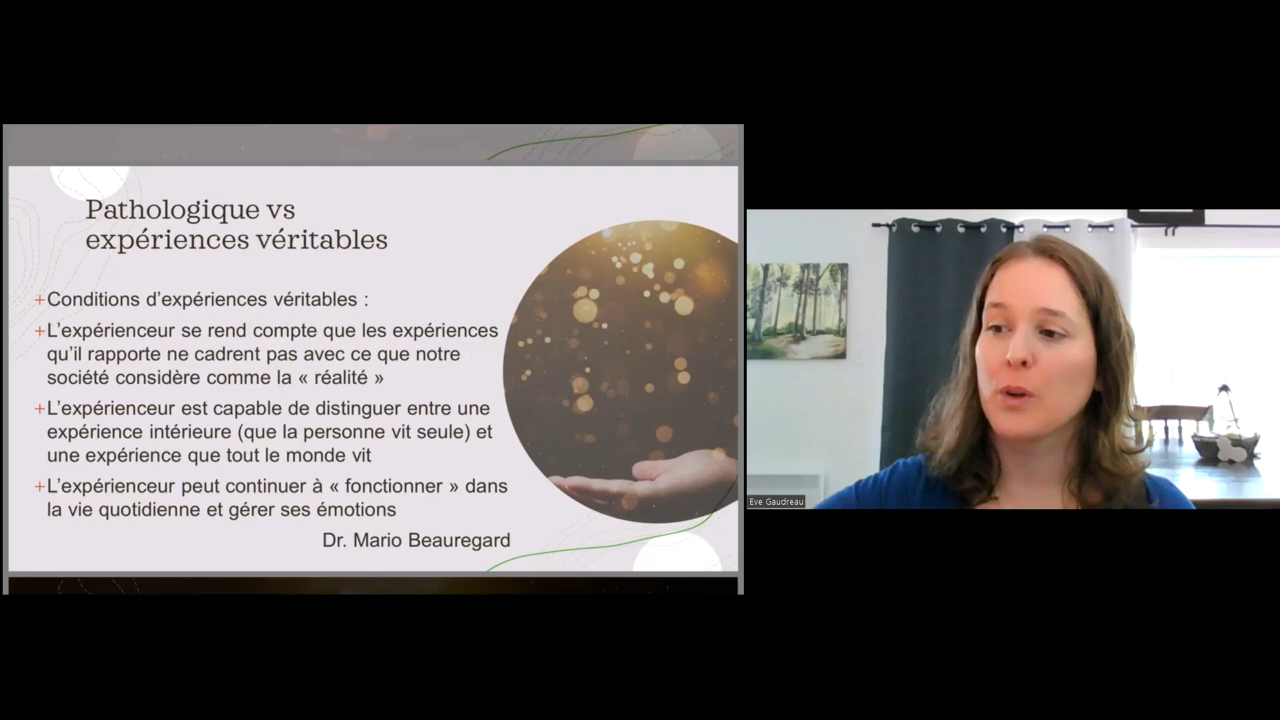 Pathologique vs
expériences véritables
+Conditions d’expériences véritables :
+L’expérienceur se rend compte que les expériences
qu’il rapporte ne cadrent pas avec ce que notre
société considère comme la « réalité »
+L’expérienceur est capable de distinguer entre une
expérience intérieure (que la personne vit seule) et
une expérience que tout le monde vit
+L’expérienceur peut continuer à « fonctionner » dans
la vie quotidienne et gérer ses émotions
Dr. Mario Beauregard
Eve Gaudreau